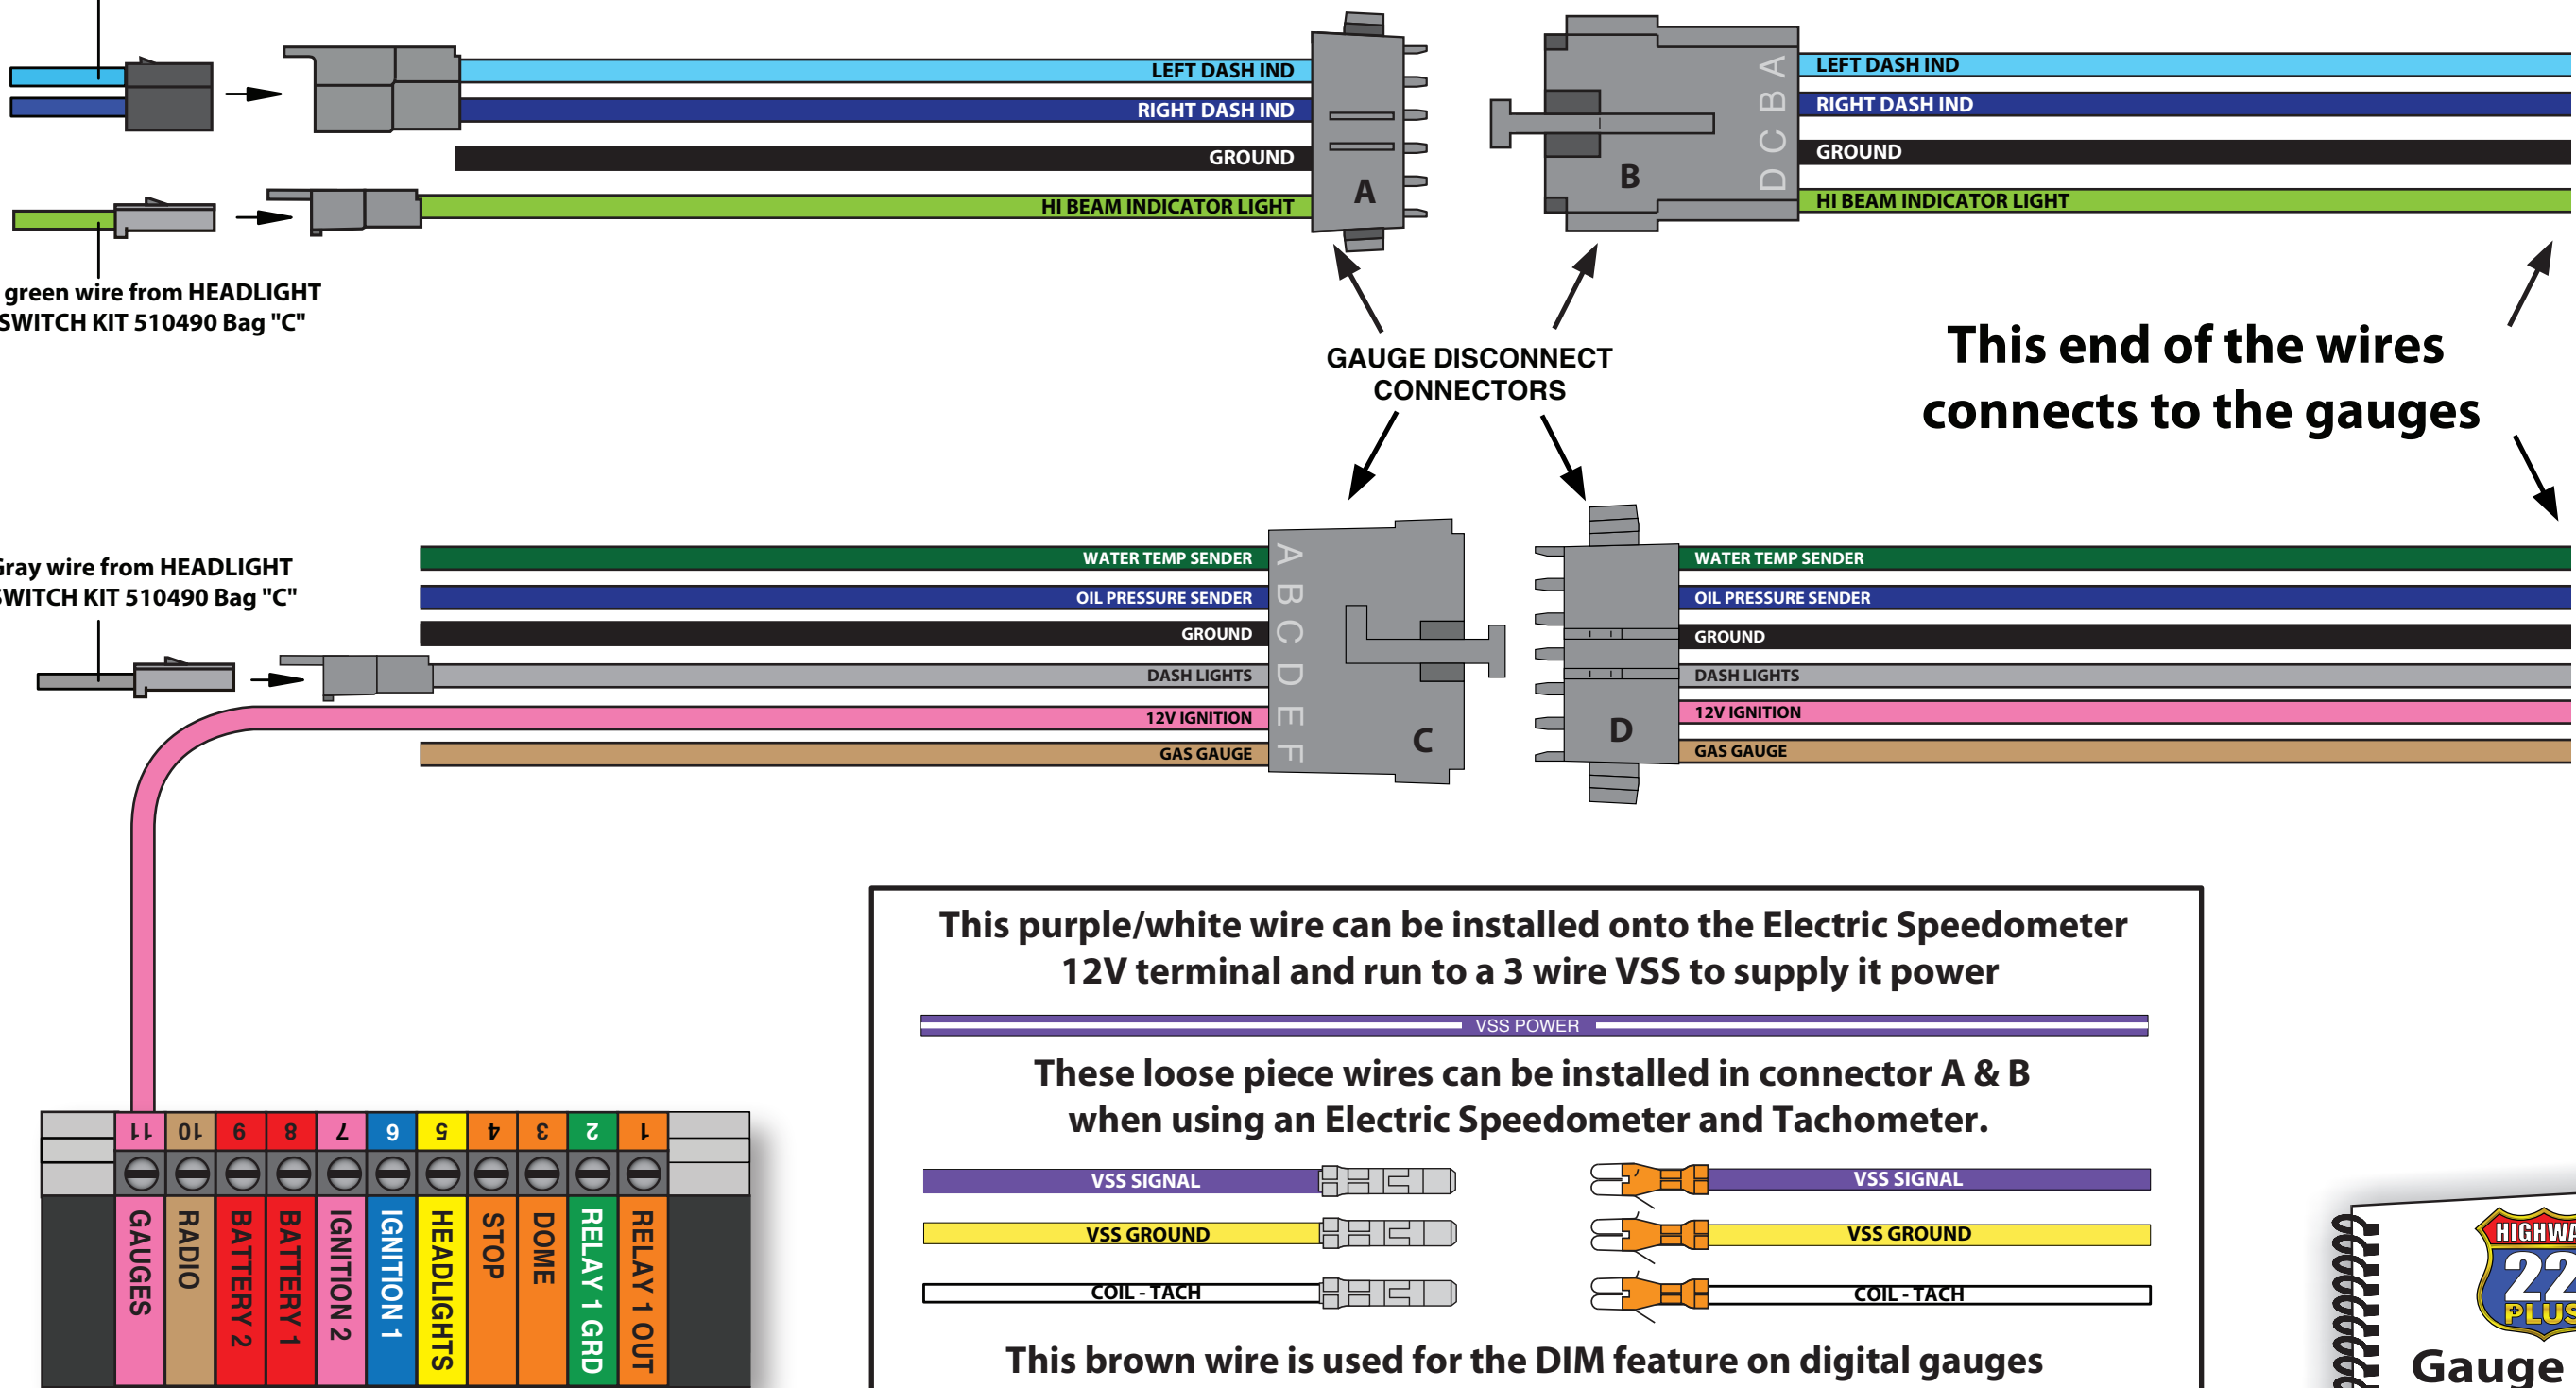 LEFT DASH IND
RIGHT DASH IND
GROUND
HI BEAM INDICATOR LIGHT
A
B
A
B
C
D
LEFT DASH IND
RIGHT DASH IND
GROUND
HI BEAM INDICATOR LIGHT
green wire from HEADLIGHT
SWITCH KIT 510490 Bag "C"
GAUGE DISCONNECT
CONNECTORS
This end of the wires
connects to the gauges
Gray wire from HEADLIGHT
SWITCH KIT 510490 Bag "C"
WATER TEMP SENDER
OIL PRESSURE SENDER
GROUND
DASH LIGHTS
12V IGNITION
GAS GAUGE
A
B
C
D
E
F
C
D
WATER TEMP SENDER
OIL PRESSURE SENDER
GROUND
DASH LIGHTS
12V IGNITION
GAS GAUGE
11 10 9 8 7 6 5 4 3 2 1
GAUGES
RADIO
BATTERY 2
BATTERY 1
IGNITION 2
IGNITION 1
HEADLIGHTS
STOP
DOME
RELAY 1 GRD
RELAY 1 OUT
This purple/white wire can be installed onto the Electric Speedometer
12V terminal and run to a 3 wire VSS to supply it power
VSS POWER
These loose piece wires can be installed in connector A & B
when using an Electric Speedometer and Tachometer.
VSS SIGNAL
VSS SIGNAL
VSS GROUND
VSS GROUND
COIL - TACH
COIL - TACH
This brown wire is used for the DIM feature on digital gauges
22
PLUS
Gauge